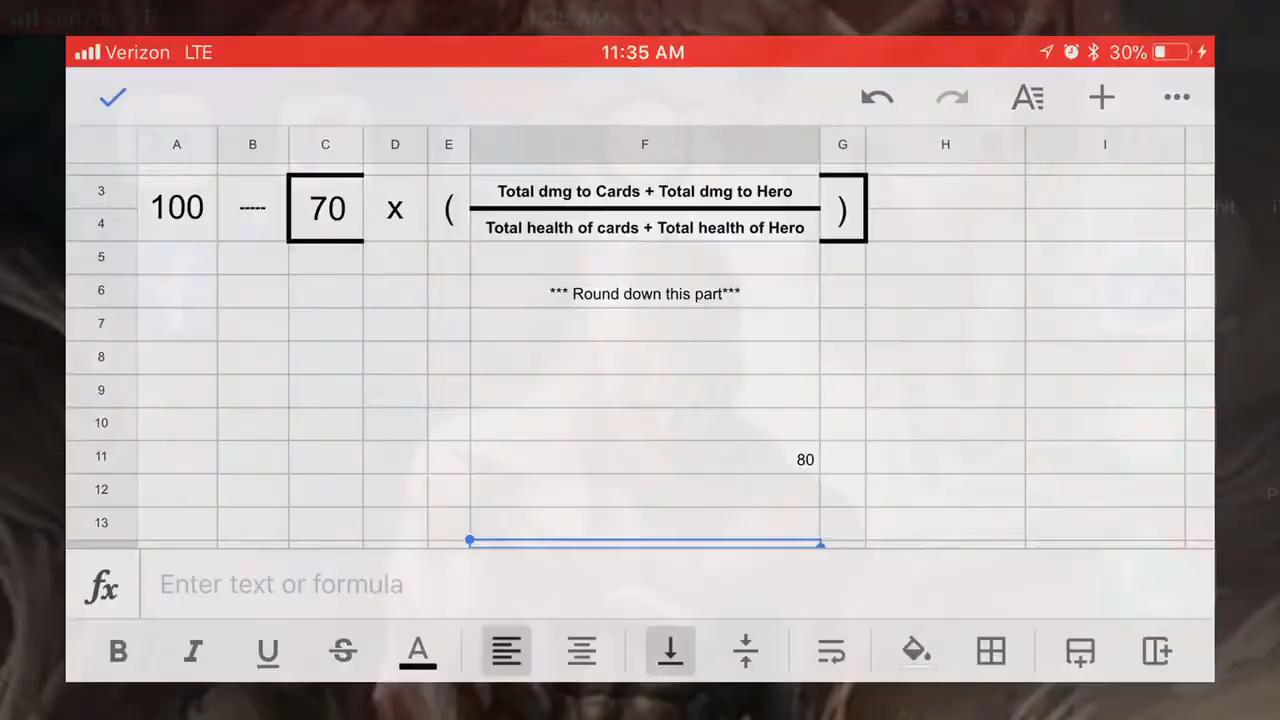 Verizon LTE 11:35 AM 30%
A B C D E F G H I
3 Total dmg to Cards + Total dmg to Hero
100 ----- 70 x ( )
4 Total health of cards + Total health of Hero
5
6 *** Round down this part***
7
8
9
10
11 80
12
13
fx Enter text or formula
B I U S A